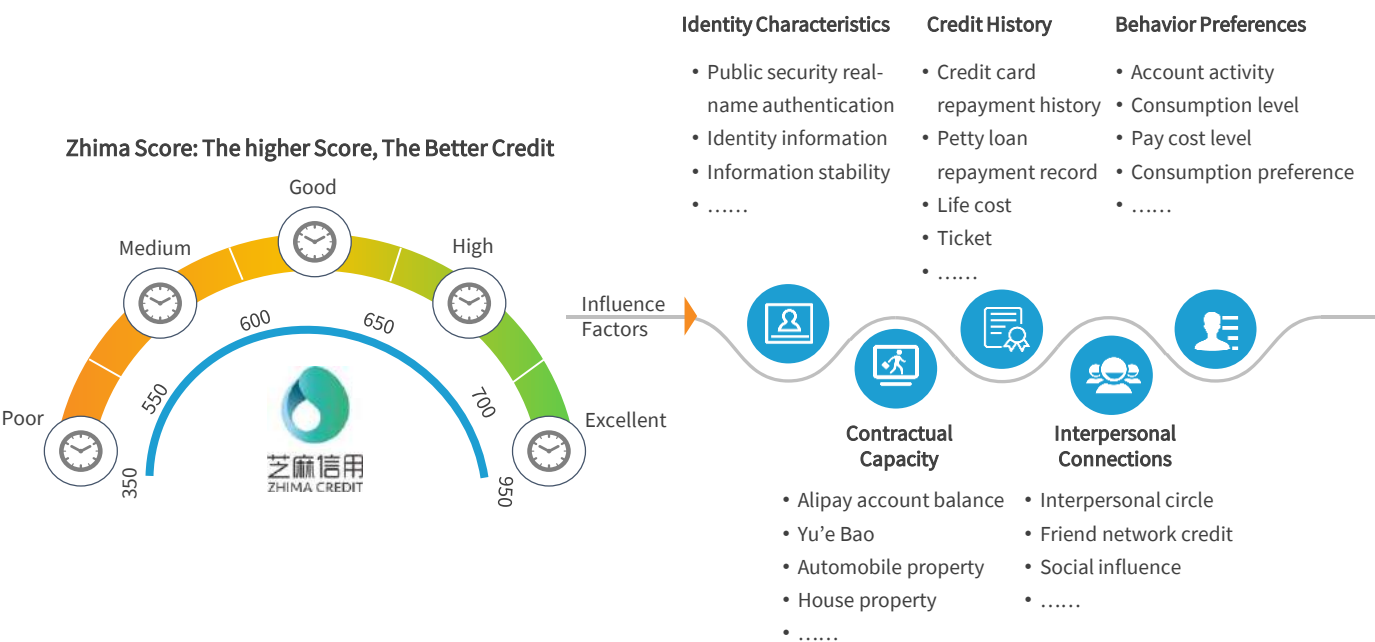 Zhima Score: The higher Score, The Better Credit
Poor
Medium
Good
High
Excellent
350
550
600
650
700
950
芝麻信用
ZHIMA CREDIT
Influence
Factors
Identity Characteristics
• Public security real-
name authentication
• Identity information
• Information stability
• ……
Credit History
• Credit card
repayment history
• Petty loan
repayment record
• Life cost
• Ticket
• ……
Behavior Preferences
• Account activity
• Consumption level
• Pay cost level
• Consumption preference
• ……
Contractual
Capacity
• Alipay account balance
• Yu’e Bao
• Automobile property
• House property
• ……
Interpersonal
Connections
• Interpersonal circle
• Friend network credit
• Social influence
• ……